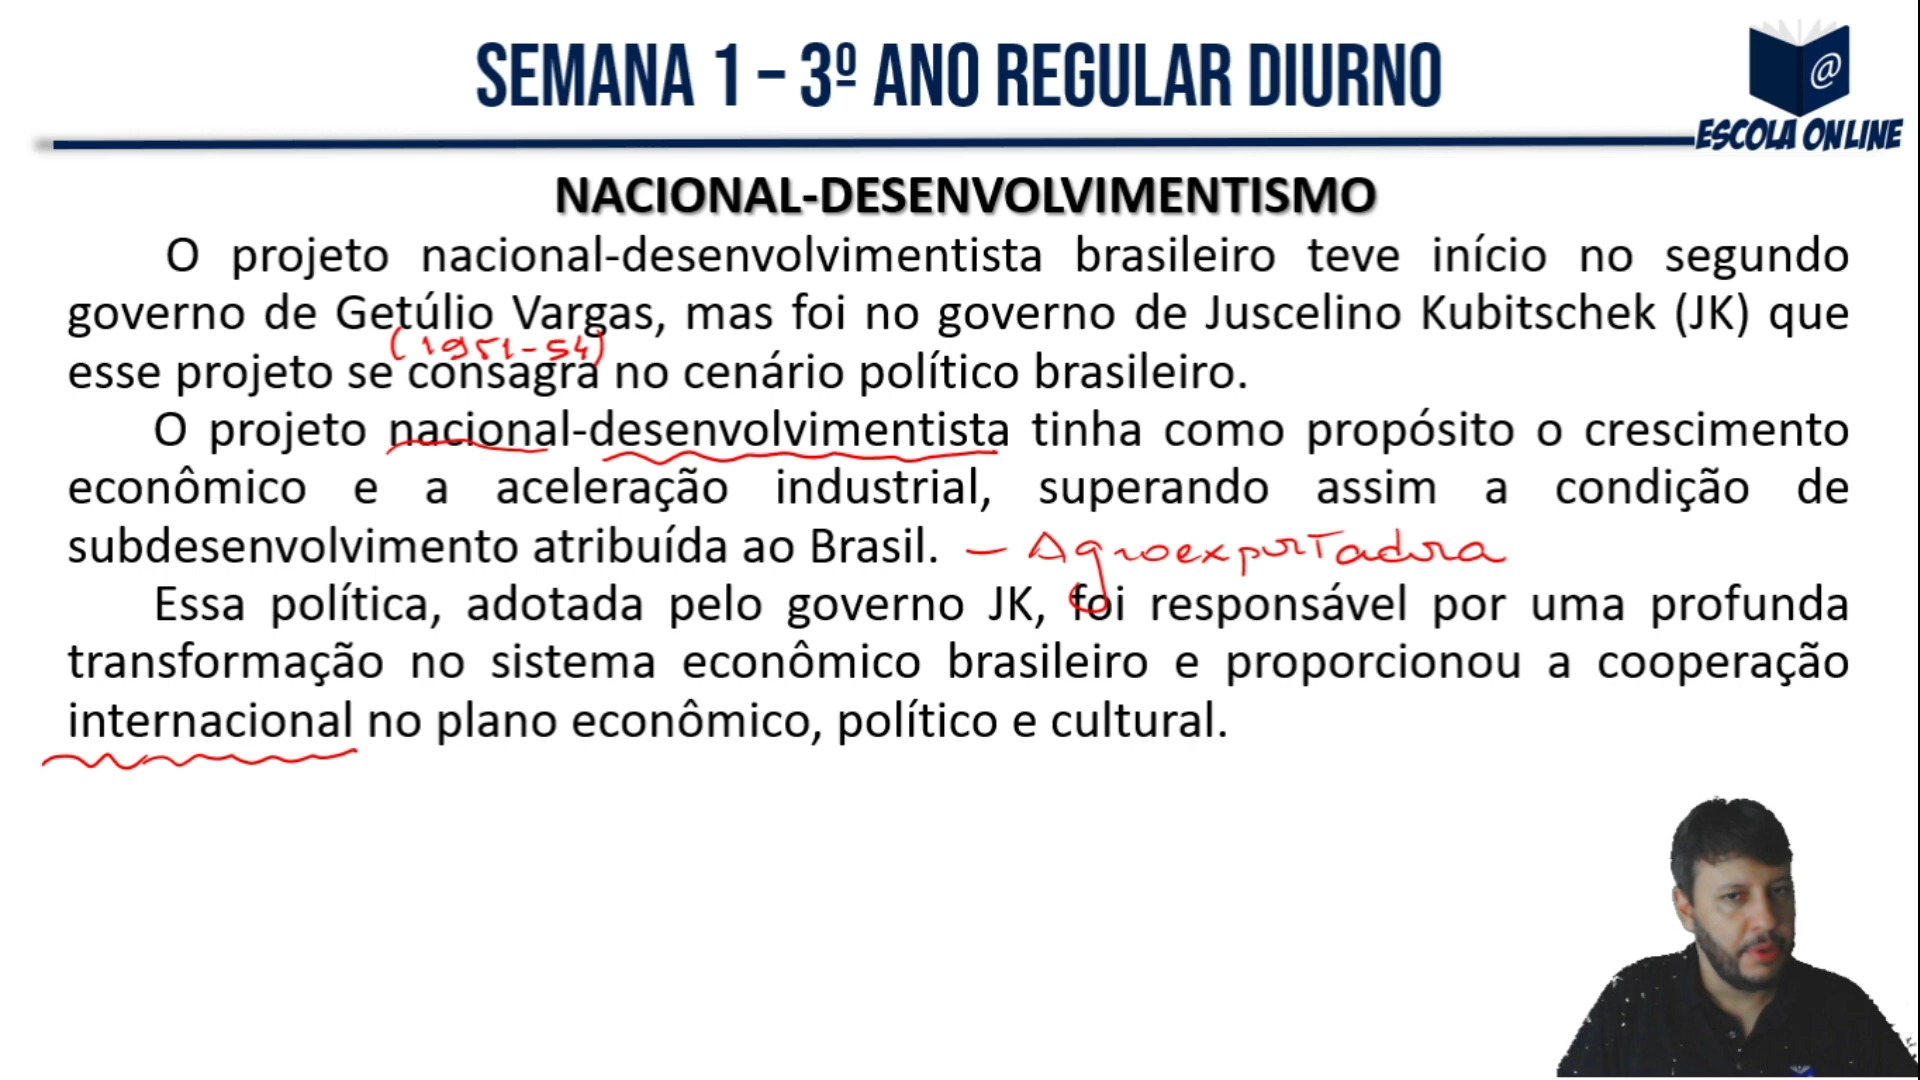 SEMANA 1 – 3º ANO REGULAR DIURNO
@
ESCOLA ONLINE
NACIONAL-DESENVOLVIMENTISMO
O projeto nacional-desenvolvimentista brasileiro teve início no segundo
governo de Getúlio Vargas, mas foi no governo de Juscelino Kubitschek (JK) que
(1951-54)
esse projeto se consagra no cenário político brasileiro.
O projeto nacional-desenvolvimentista tinha como propósito o crescimento
econômico e a aceleração industrial, superando assim a condição de
subdesenvolvimento atribuída ao Brasil. – Agroexportadora
Essa política, adotada pelo governo JK, foi responsável por uma profunda
transformação no sistema econômico brasileiro e proporcionou a cooperação
internacional no plano econômico, político e cultural.